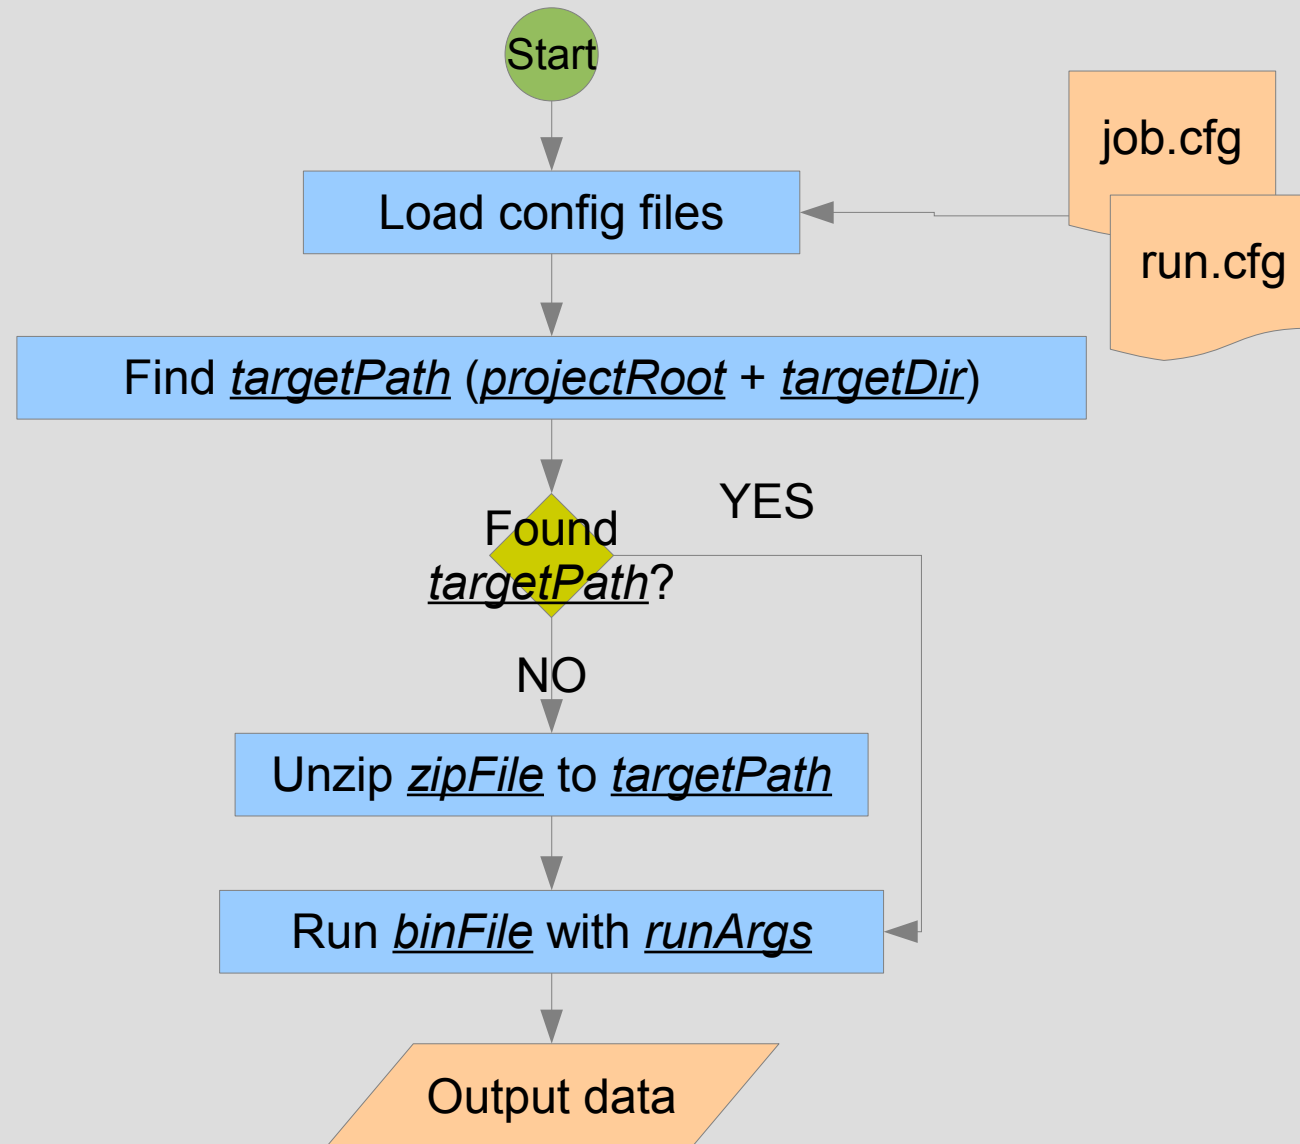 Start
job.cfg
Load config files
run.cfg
Find targetPath (projectRoot + targetDir)
YES
Found
targetPath?
NO
Unzip zipFile to targetPath
Run binFile with runArgs
Output data